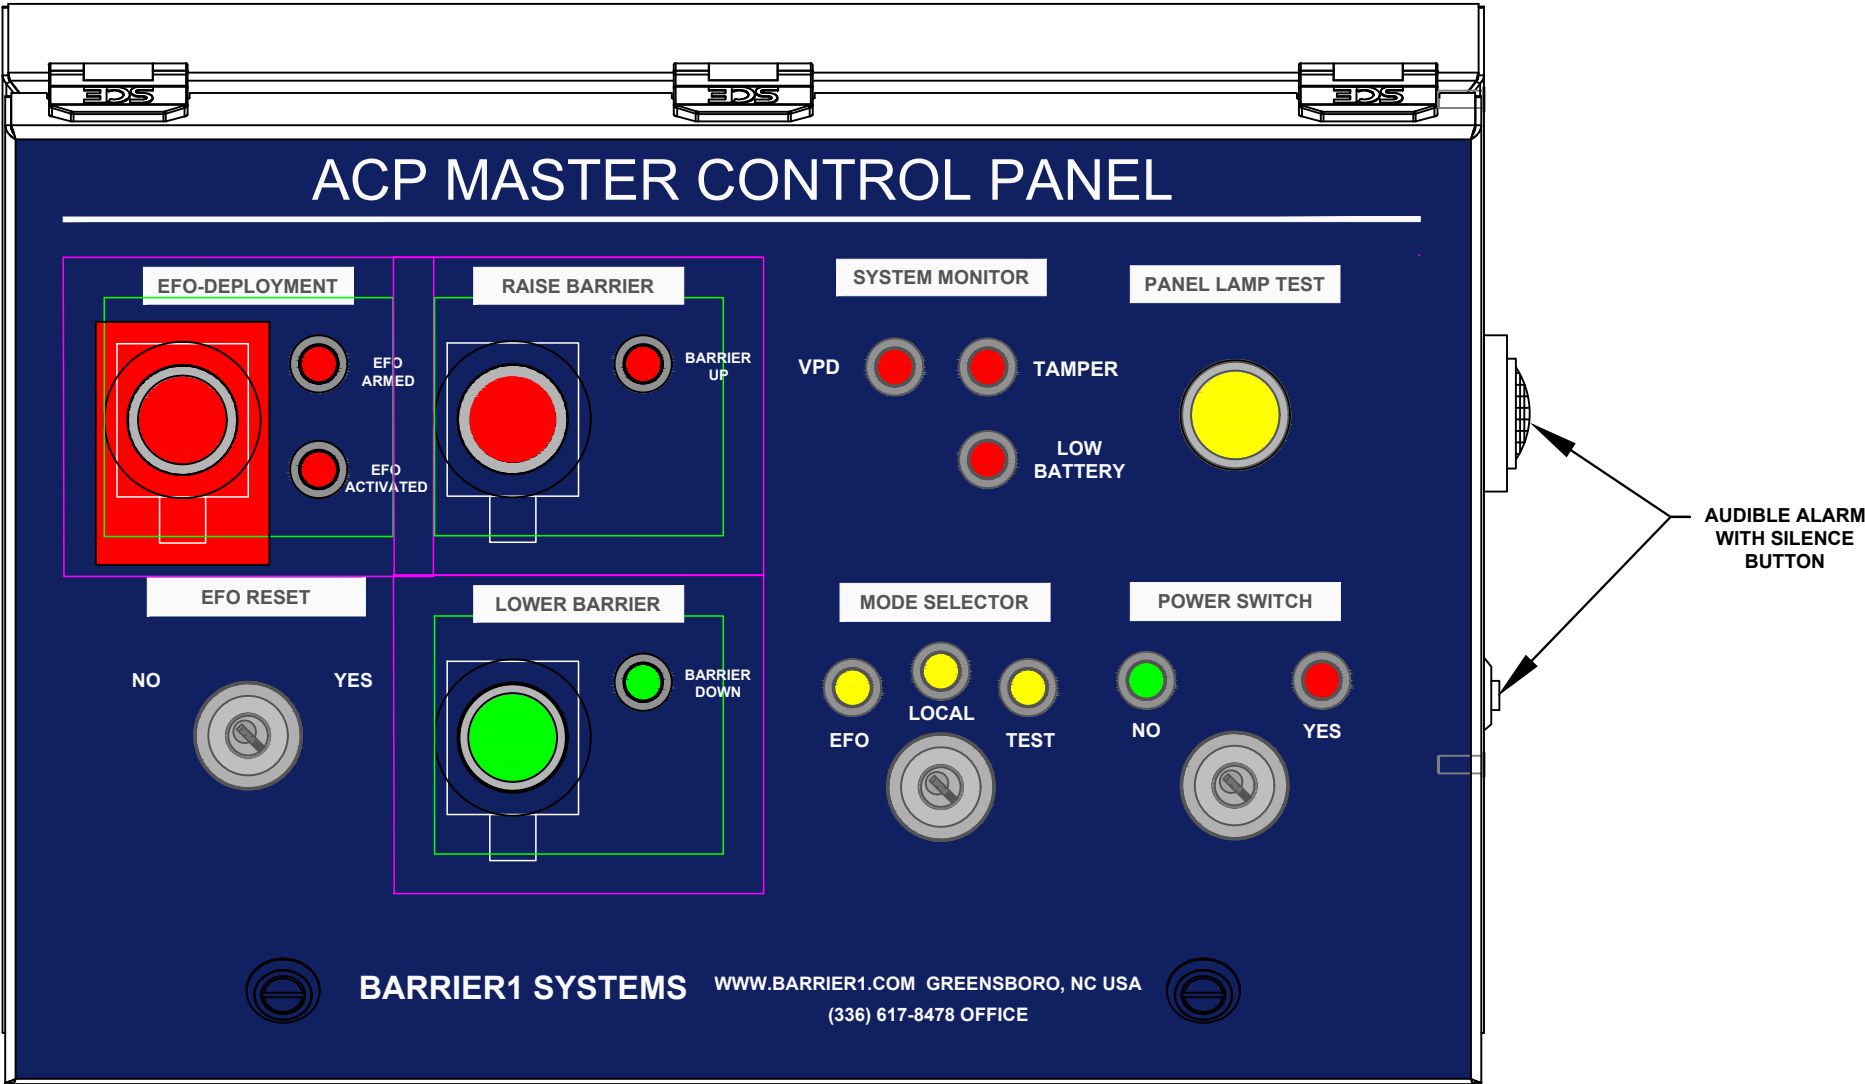 SCE
SCE
SCE
ACP MASTER CONTROL PANEL
EFO-DEPLOYMENT
EFO
ARMED
EFO
ACTIVATED
RAISE BARRIER
BARRIER
UP
SYSTEM MONITOR
VPD
TAMPER
LOW
BATTERY
PANEL LAMP TEST
AUDIBLE ALARM
WITH SILENCE
BUTTON
EFO RESET
NO
YES
LOWER BARRIER
BARRIER
DOWN
MODE SELECTOR
EFO
LOCAL
TEST
POWER SWITCH
NO
YES
BARRIER1 SYSTEMS
WWW.BARRIER1.COM GREENSBORO, NC USA
(336) 617-8478 OFFICE